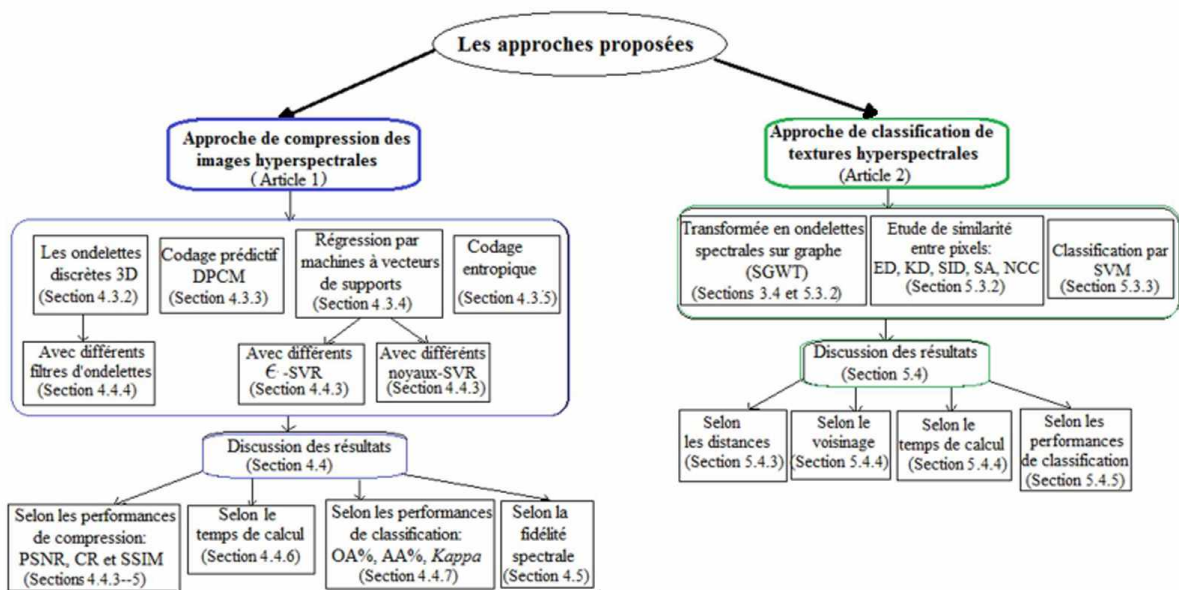 Les approches proposées
Approche de compression des
images hyperspectrales
(Article 1)
Les ondelettes
discrètes 3D
(Section 4.3.2)
Codage prédictif
DPCM
(Section 4.3.3)
Régression par
machines à vecteurs
de supports
(Section 4.3.4)
Codage
entropique
(Section 4.3.5)
Avec différents
filtres d'ondelettes
(Section 4.4.4)
Avec différents
Є -SVR
(Section 4.4.3)
Avec différénts
noyaux-SVR
(Section 4.4.3)
Discussion des résultats
(Section 4.4)
Selon les performances
de compression:
PSNR, CR et SSIM
(Sections 4.4.3--5)
Selon le
temps de calcul
(Section 4.4.6)
Selon les performances
de classification:
OA%, AA%, Kappa
(Section 4.4.7)
Selon la
fidélité
spectrale
(Section 4.5)
Approche de classification de
textures hyperspectrales
(Article 2)
Transformée en ondelettes
spectrales sur graphe
(SGWT)
(Sections 3.4 et 5.3.2)
Etude de similarité
entre pixels:
ED, KD, SID, SA, NCC
(Section 5.3.2)
Classification par
SVM
(Section 5.3.3)
Discussion des résultats
(Section 5.4)
Selon
les distances
(Section 5.4.3)
Selon le
voisinage
(Section 5.4.4)
Selon le
temps de calcul
(Section 5.4.4)
Selon les
performances
de classification
(Section 5.4.5)